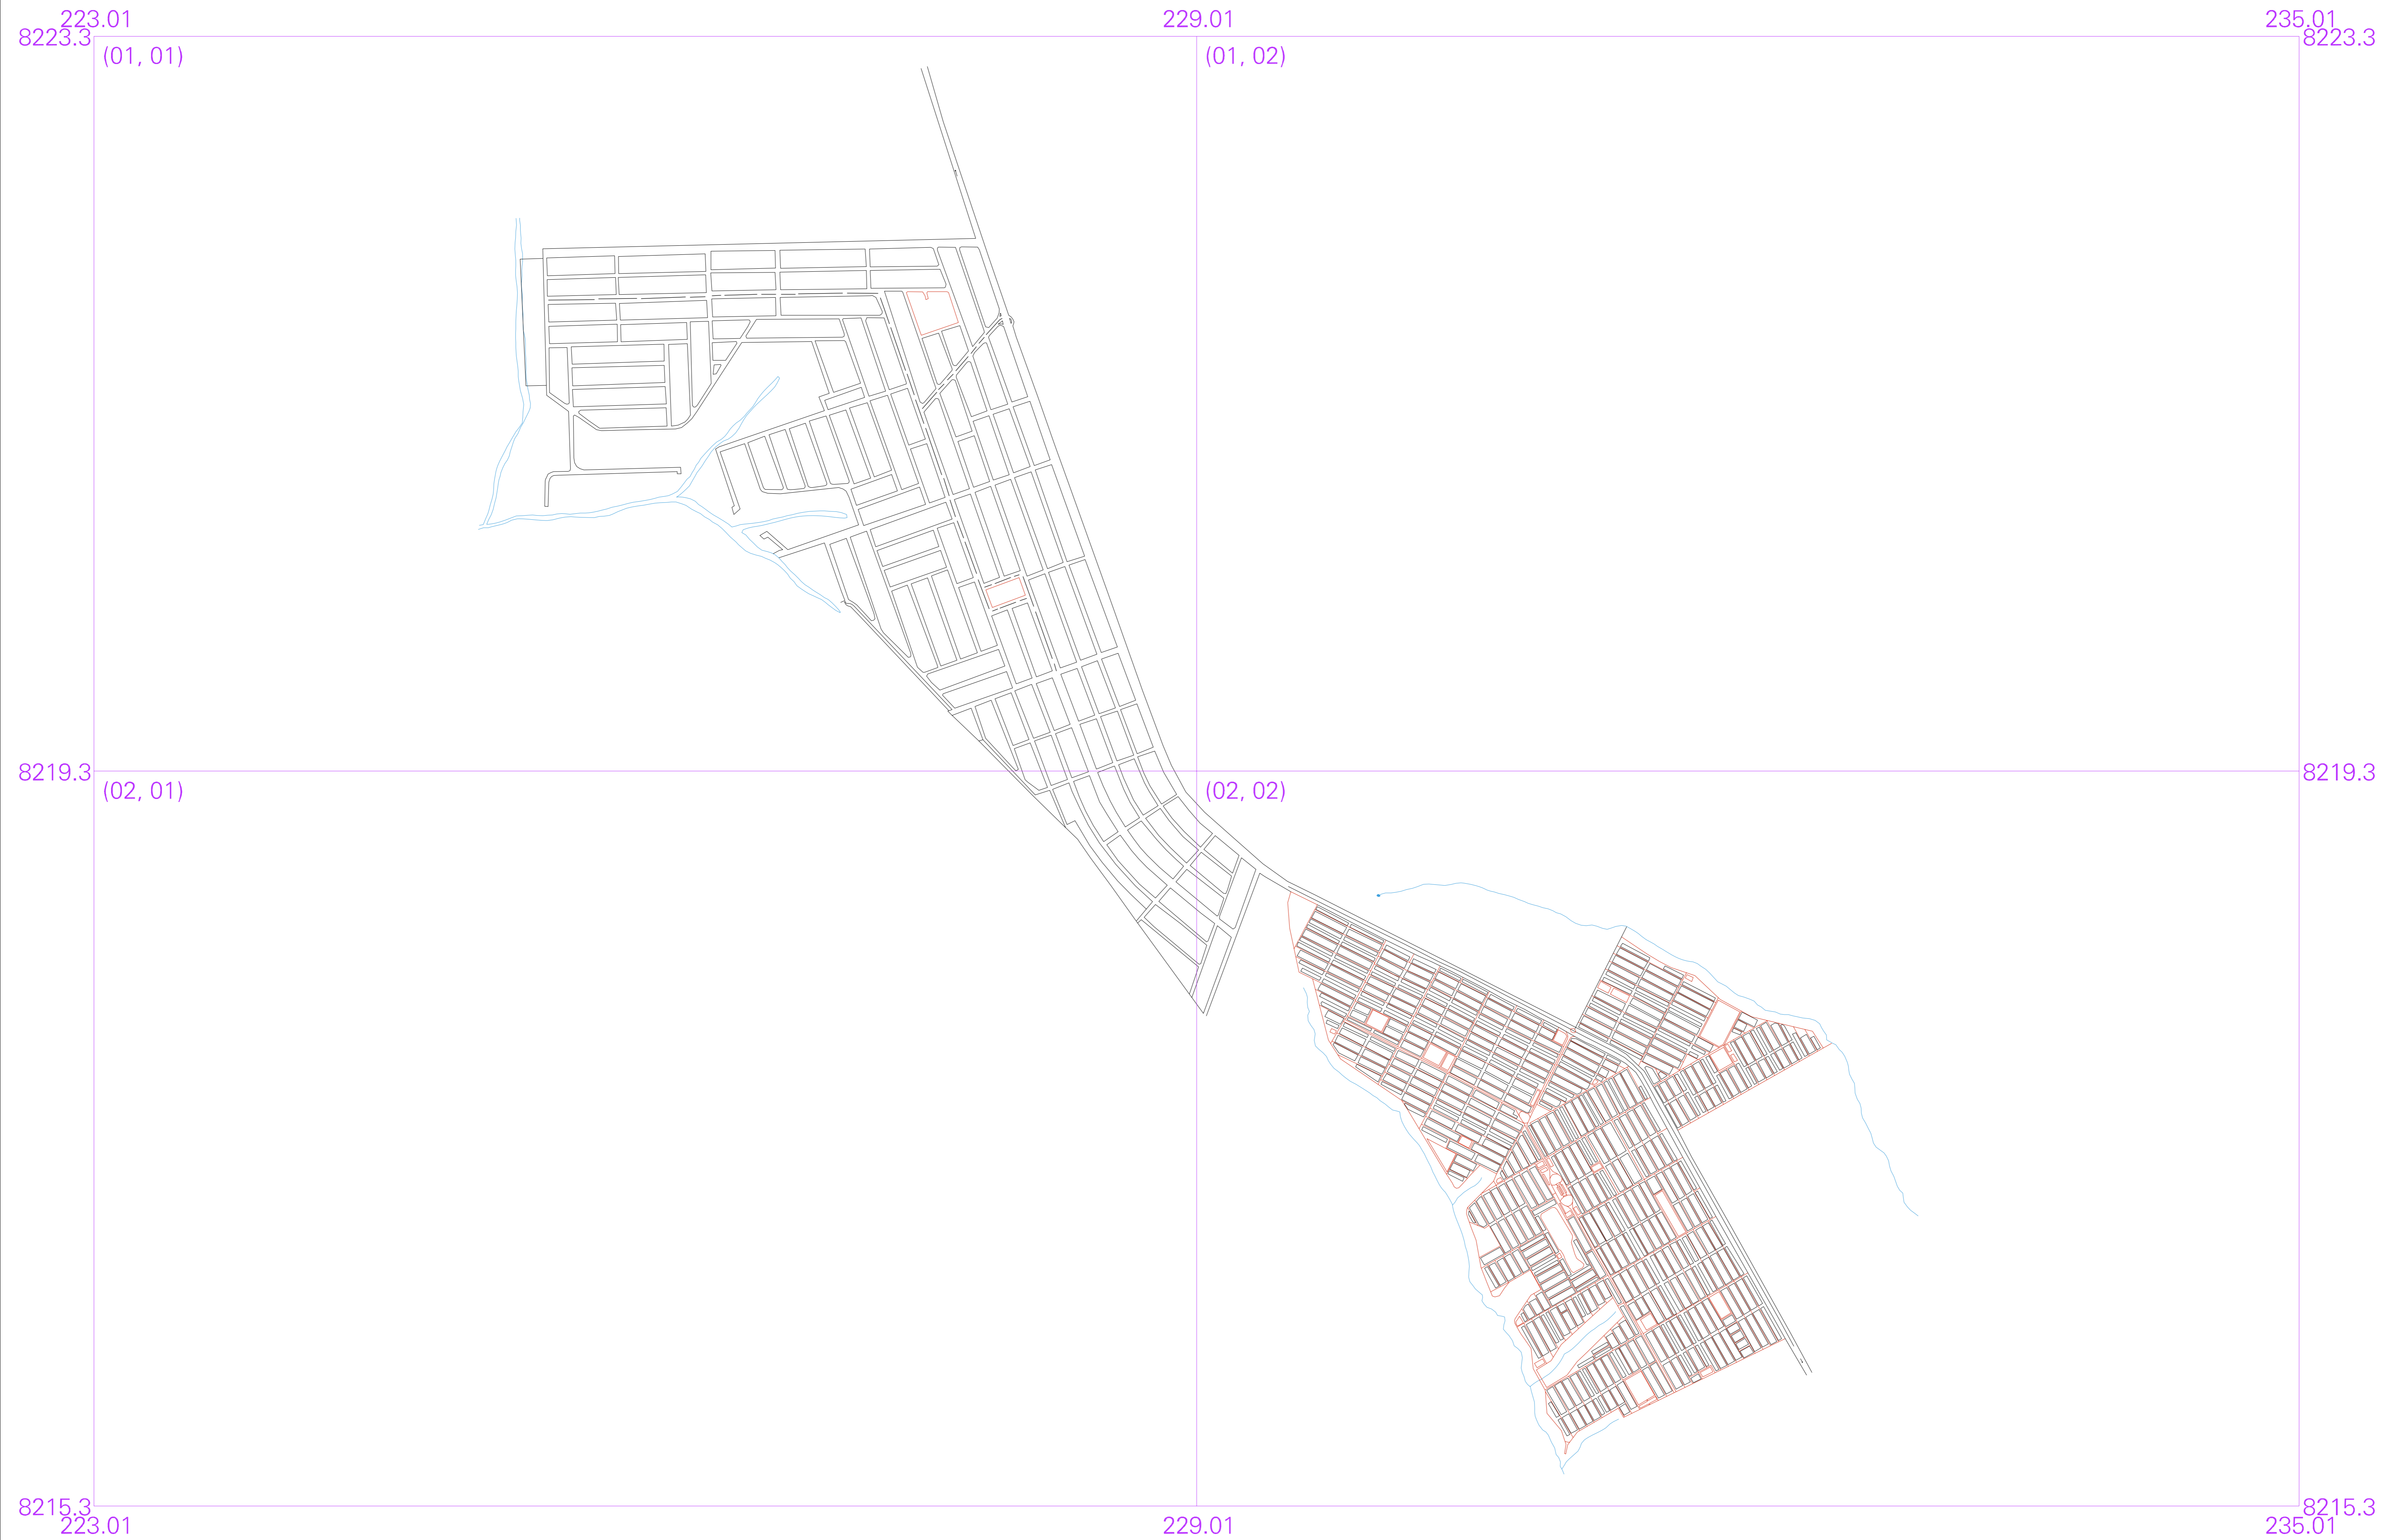 223.01 229.01 235.01
8223.3 8223.3
(01, 01) (01, 02)
8219.3 8219.3
(02, 01) (02, 02)
8215.3 8215.3
223.01 229.01 235.01